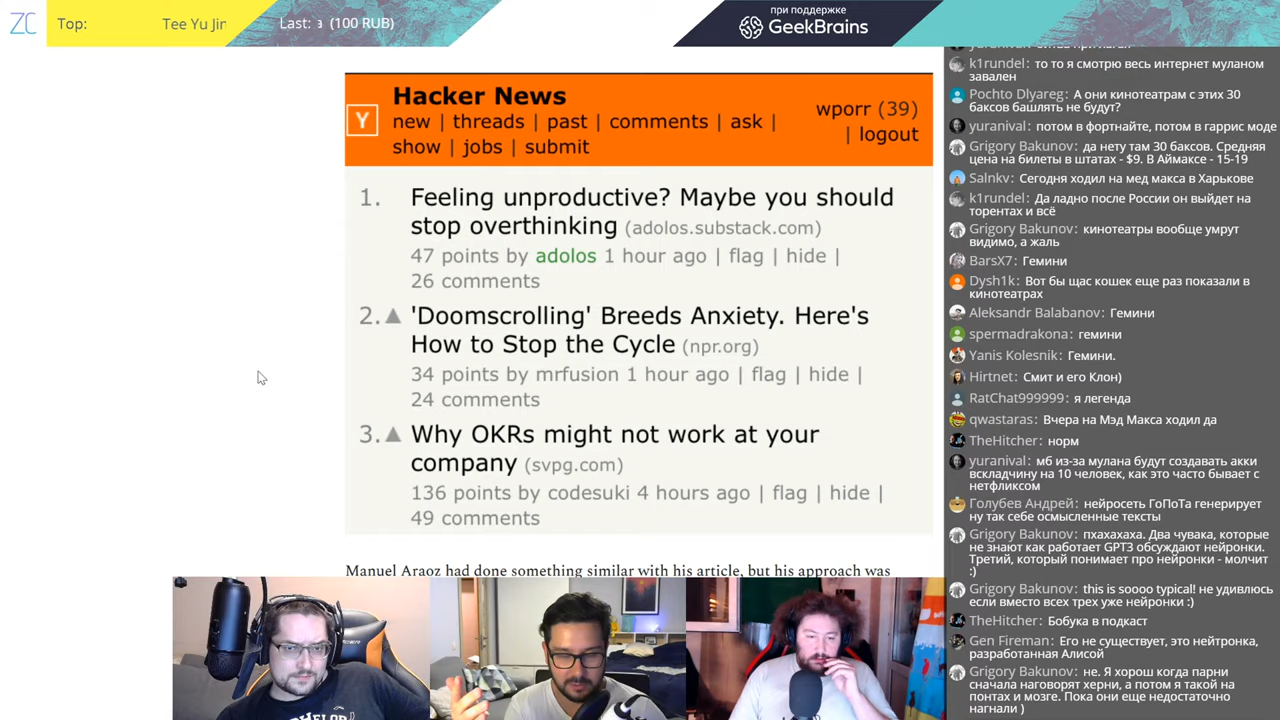 ZC
Top:
Tee Yu Jin
Last:
(100 RUB)
при поддержке
GeekBrains
Hacker News
new | threads | past | comments | ask |
show | jobs | submit
wporr (39)
| logout
Y
1. Feeling unproductive? Maybe you should
stop overthinking (adolos.substack.com)
47 points by adolos 1 hour ago | flag | hide |
26 comments
2. 'Doomscrolling' Breeds Anxiety. Here's
How to Stop the Cycle (npr.org)
34 points by mrfusion 1 hour ago | flag | hide |
24 comments
3. Why OKRs might not work at your
company (svpg.com)
136 points by codesuki 4 hours ago | flag | hide |
49 comments
Manuel Araoz had done something similar with his article, but his approach was
k1rundel: то то я смотрю весь интернет муланом
завален
Pochto Dlyareg: А они кинотеатрам с этих 30
баксов башлять не будут?
yuranival: потом в фортнайте, потом в гаррис моде
Grigory Bakunov: да нету там 30 баксов. Средняя
цена на билеты в штатах - $9. В Аймаксе - 15-19
Salnkv: Сегодня ходил на мед макса в Харькове
k1rundel: Да ладно после России он выйдет на
торентах и всё
Grigory Bakunov: кинотеатры вообще умрут
видимо, а жаль
BarsX7: Гемини
Dysh1k: Вот бы щас кошек еще раз показали в
кинотеатрах
Aleksandr Balabanov: Гемини
spermadrakona: гемини
Yanis Kolesnik: Гемини.
Hirtnet: Смит и его Клон)
RatChat999999: я легенда
qwastaras: Вчера на Мэд Макса ходил да
TheHitcher: норм
yuranival: мб из-за мулана будут создавать акки
вскладчину на 10 человек, как это часто бывает с
нетфликсом
Голубев Андрей: нейросеть ГоПоТа генерирует
ну так себе осмысленные тексты
Grigory Bakunov: пхахахаха. Два чувака, которые
не знают как работает GPT3 обсуждают нейронки.
Третий, который понимает про нейронки - молчит
:)
Grigory Bakunov: this is soooo typical! не удивлюсь
если вместо всех трех уже нейронки :)
TheHitcher: Бобука в подкаст
Gen Fireman: Его не существует, это нейтронка,
разработанная Алисой
Grigory Bakunov: не. Я хорош когда парни
сначала наговорят херни, а потом я такой на
понтах и мозге. Пока они еще недостаточно
нагнали )